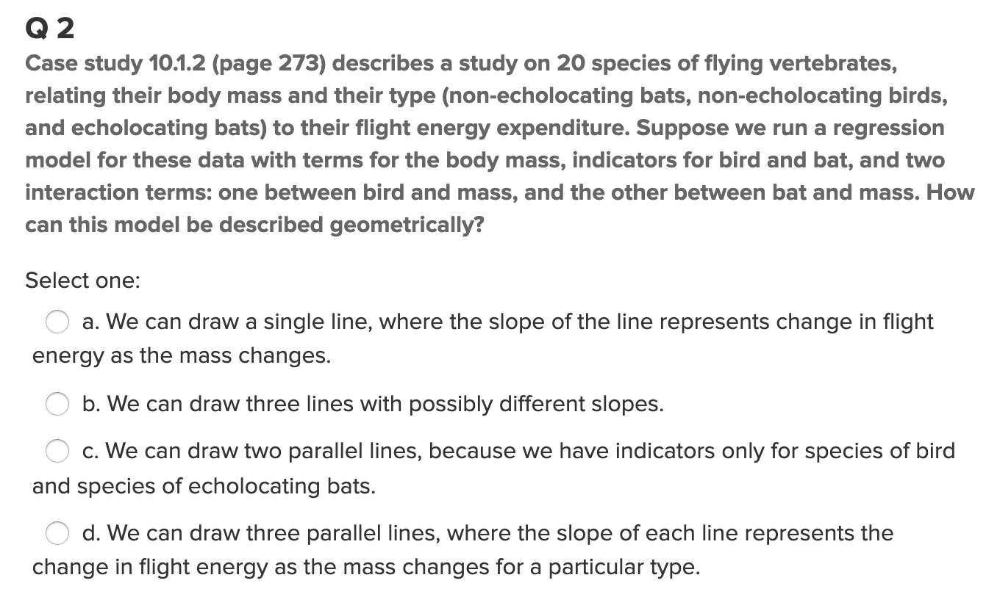 Q 2
Case study 10.1.2 (page 273) describes a study on 20 species of flying vertebrates,
relating their body mass and their type (non-echolocating bats, non-echolocating birds,
and echolocating bats) to their flight energy expenditure. Suppose we run a regression
model for these data with terms for the body mass, indicators for bird and bat, and two
interaction terms: one between bird and mass, and the other between bat and mass. How
can this model be described geometrically?
Select one:
a. We can draw a single line, where the slope of the line represents change in flight
energy as the mass changes.
b. We can draw three lines with possibly different slopes.
c. We can draw two parallel lines, because we have indicators only for species of bird
and species of echolocating bats.
d. We can draw three parallel lines, where the slope of each line represents the
change in flight energy as the mass changes for a particular type.